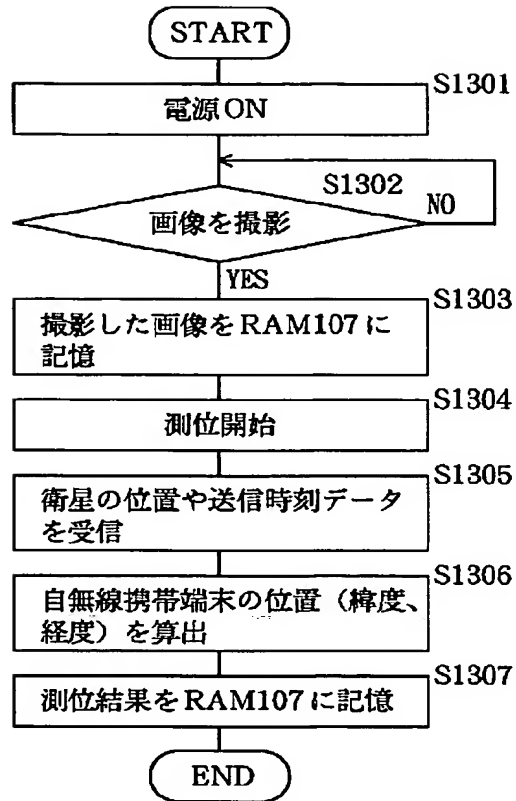 START
S1301
電源ON
S1302
画像を撮影
NO
YES
S1303
撮影した画像をRAM107に
記憶
S1304
測位開始
S1305
衛星の位置や送信時刻データ
を受信
S1306
自無線携帯端末の位置（緯度、
経度）を算出
S1307
測位結果をRAM107に記憶
END